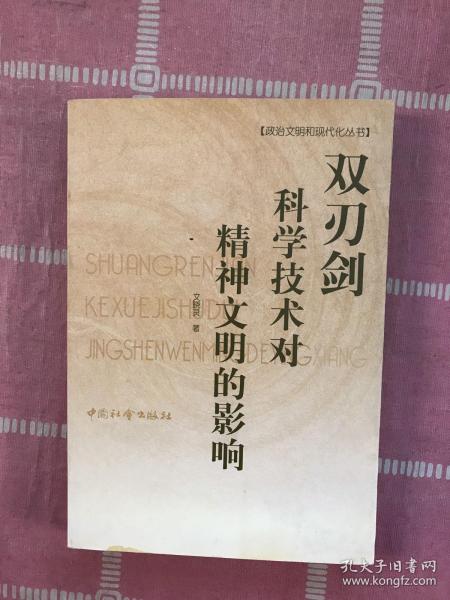 【政治文明和现代化丛书】
双刃剑
科学技术对
精神文明的影响
SHUANGRENJIAN
KEXUEJISHUDUI
JINGSHENWENMINGDEYINGXIANG
著
中国社会出版社
孔夫子旧书网
www.kongfz.com